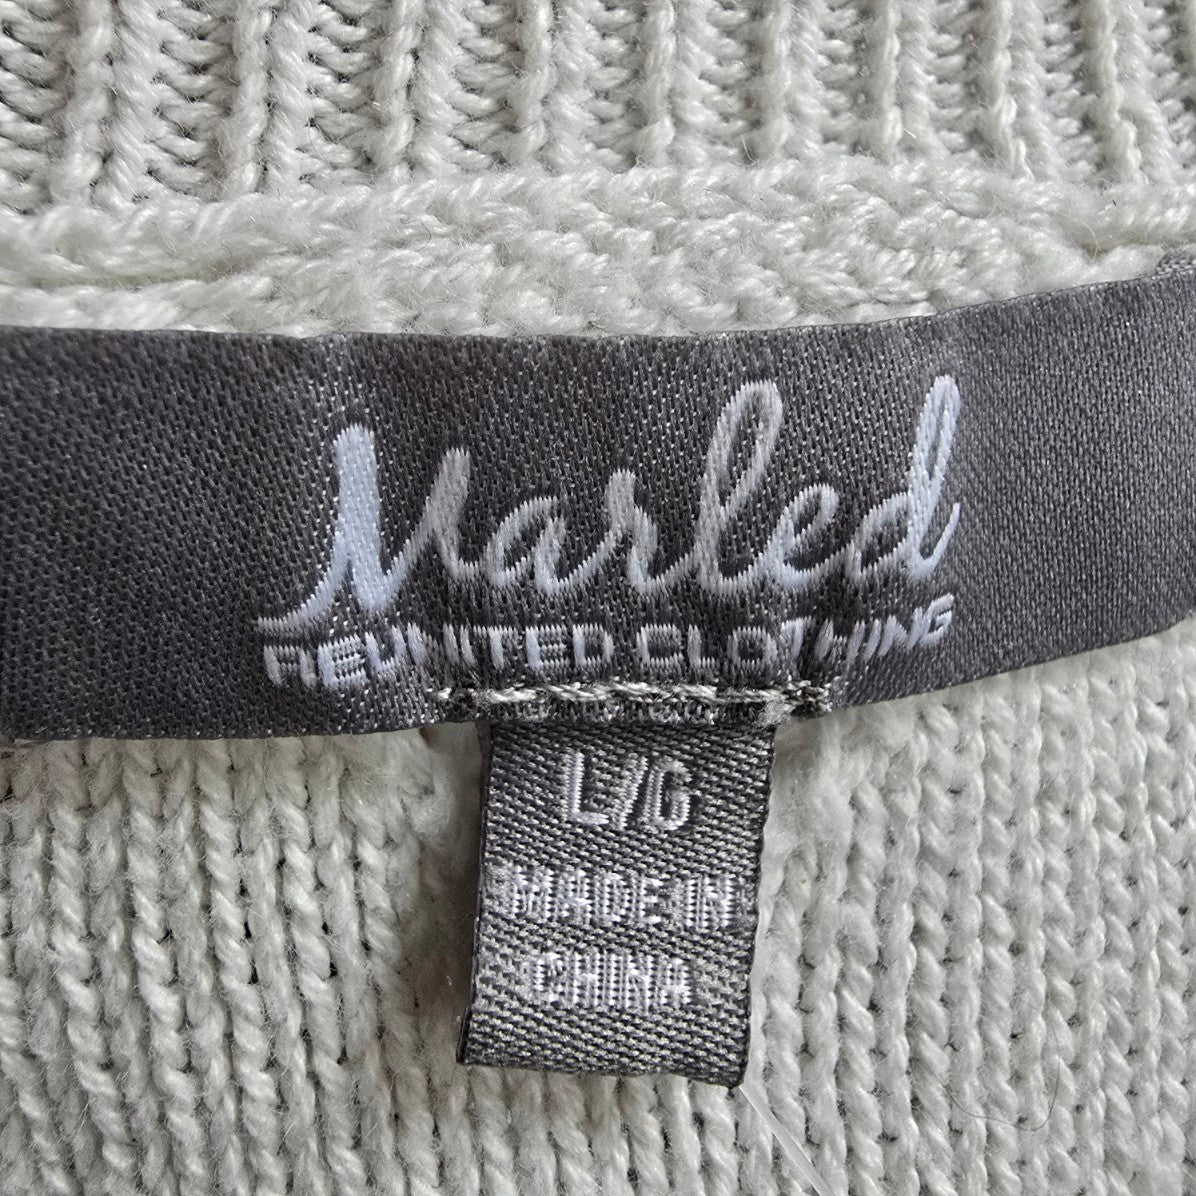 Marled
REUNITED CLOTHING
L/G
MADE IN
CHINA